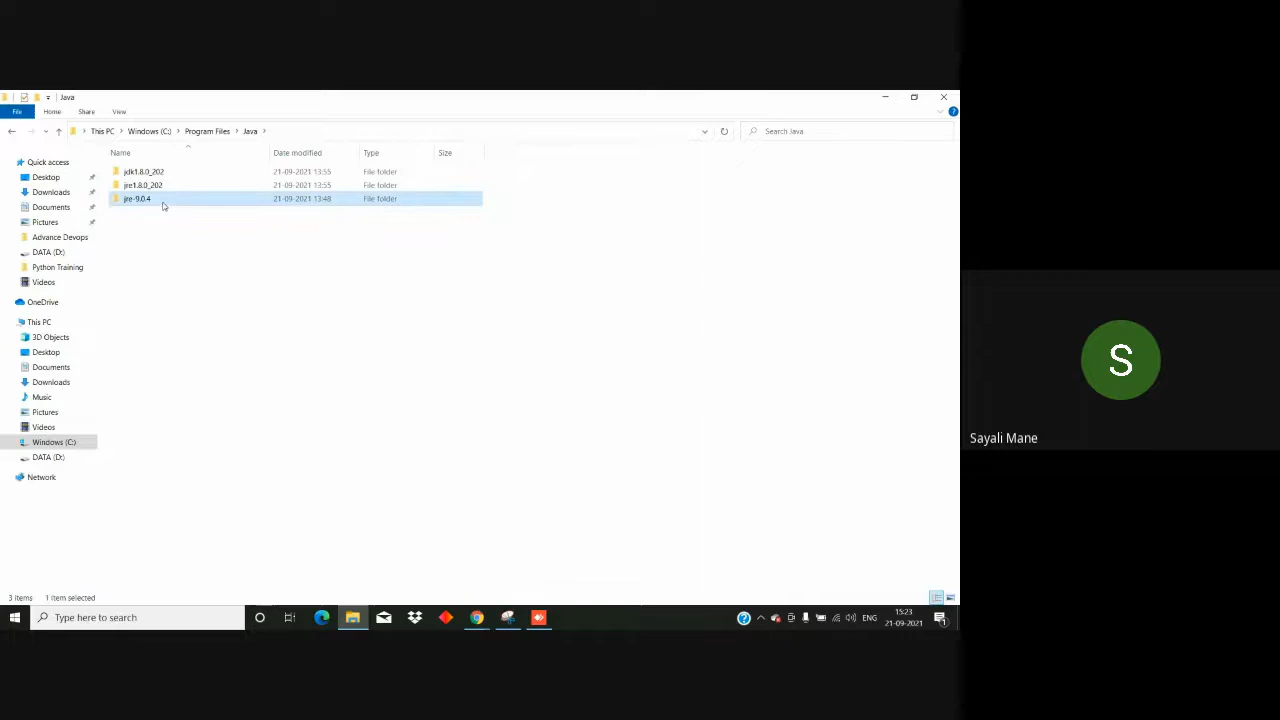 Java
File Home Share View
This PC Windows (C:) Program Files Java
Search Java
Name Date modified Type Size
jdk1.8.0_202 21-09-2021 13:55 File folder
jre1.8.0_202 21-09-2021 13:55 File folder
jre-9.0.4 21-09-2021 13:48 File folder
Quick access
Desktop
Downloads
Documents
Pictures
Advance Devops
DATA (D:)
Python Training
Videos
OneDrive
This PC
3D Objects
Desktop
Documents
Downloads
Music
Pictures
Videos
Windows (C:)
DATA (D:)
Network
3 items 1 item selected
Type here to search
ENG
15:23
21-09-2021
1
S
Sayali Mane